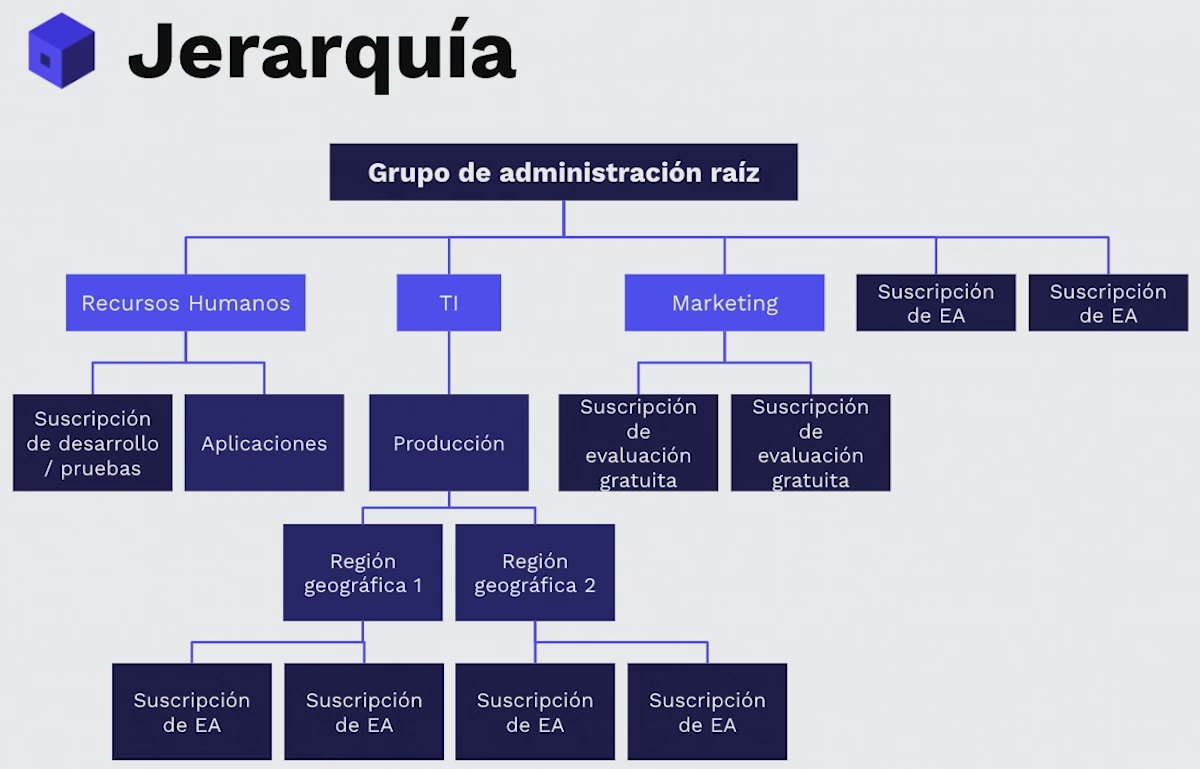 Jerarquía
Grupo de administración raíz
Recursos Humanos
TI
Marketing
Suscripción
de EA
Suscripción
de EA
Suscripción
de desarrollo
/ pruebas
Aplicaciones
Producción
Suscripción
de
evaluación
gratuita
Suscripción
de
evaluación
gratuita
Región
geográfica 1
Región
geográfica 2
Suscripción
de EA
Suscripción
de EA
Suscripción
de EA
Suscripción
de EA